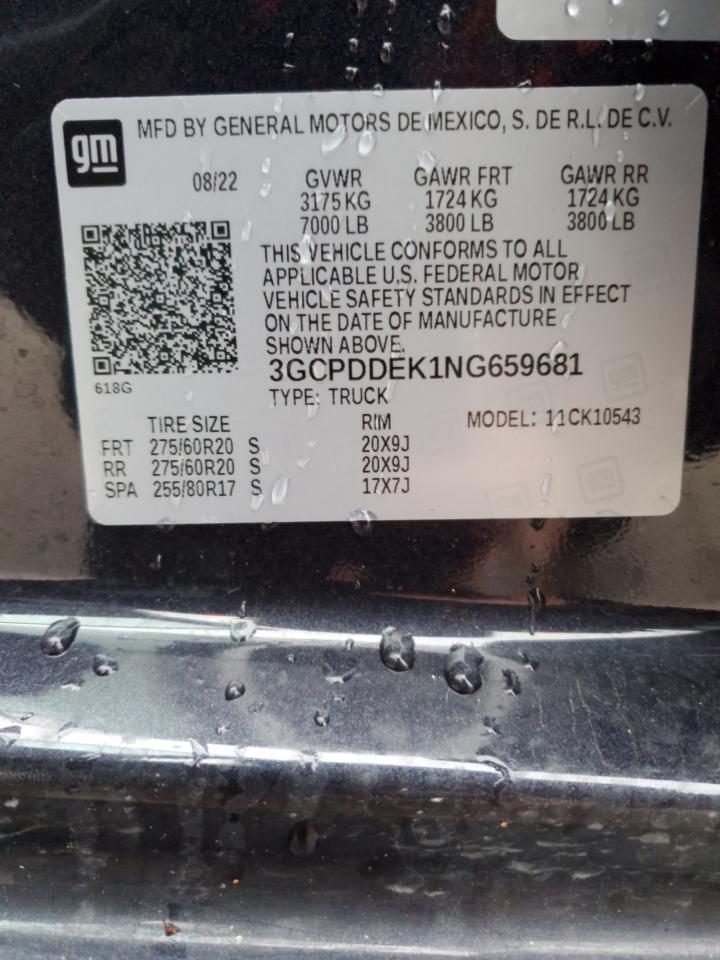 gm
MFD BY GENERAL MOTORS DE MEXICO, S. DE R.L. DE C.V.
08/22 GVWR GAWR FRT GAWR RR
3175 KG 1724 KG 1724 KG
7000 LB 3800 LB 3800 LB
THIS VEHICLE CONFORMS TO ALL
APPLICABLE U.S. FEDERAL MOTOR
VEHICLE SAFETY STANDARDS IN EFFECT
ON THE DATE OF MANUFACTURE
SHOWN ABOVE.
3GCPDDEK1NG659681
618G
TYPE: TRUCK
TIRE SIZE RIM MODEL: 11CK10543
FRT 275/60R20 S 20X9J
RR 275/60R20 S 20X9J
SPA 255/80R17 S 17X7J